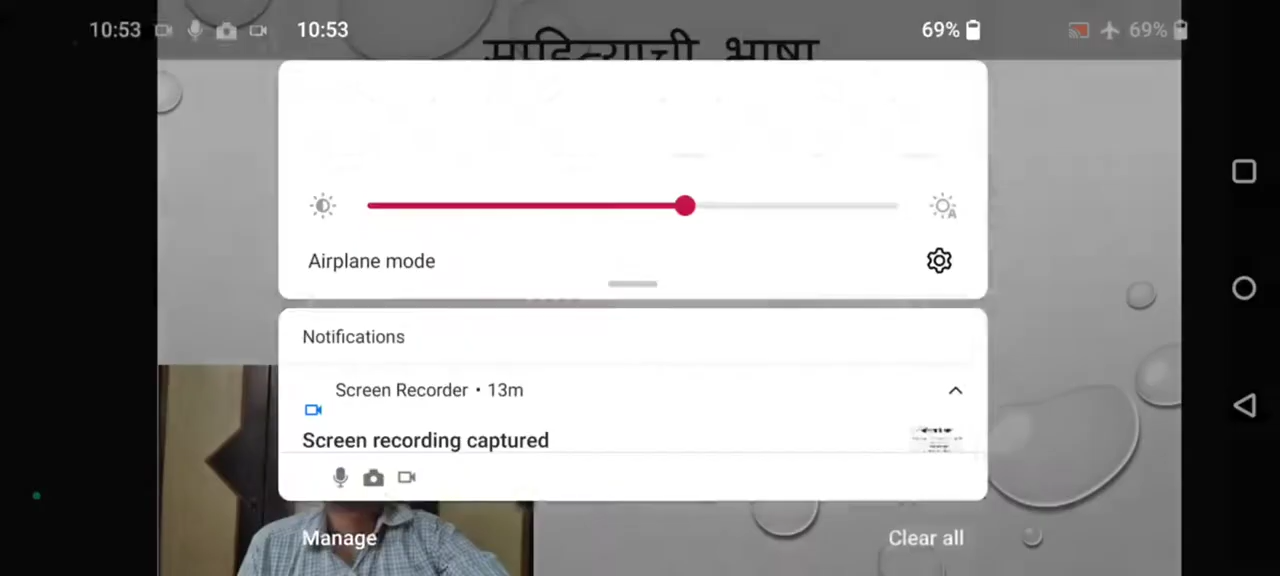 10:53 10:53 69% 69%
साहित्याची भाषा
Airplane mode
Notifications
Screen Recorder • 13m
Screen recording captured
Manage Clear all